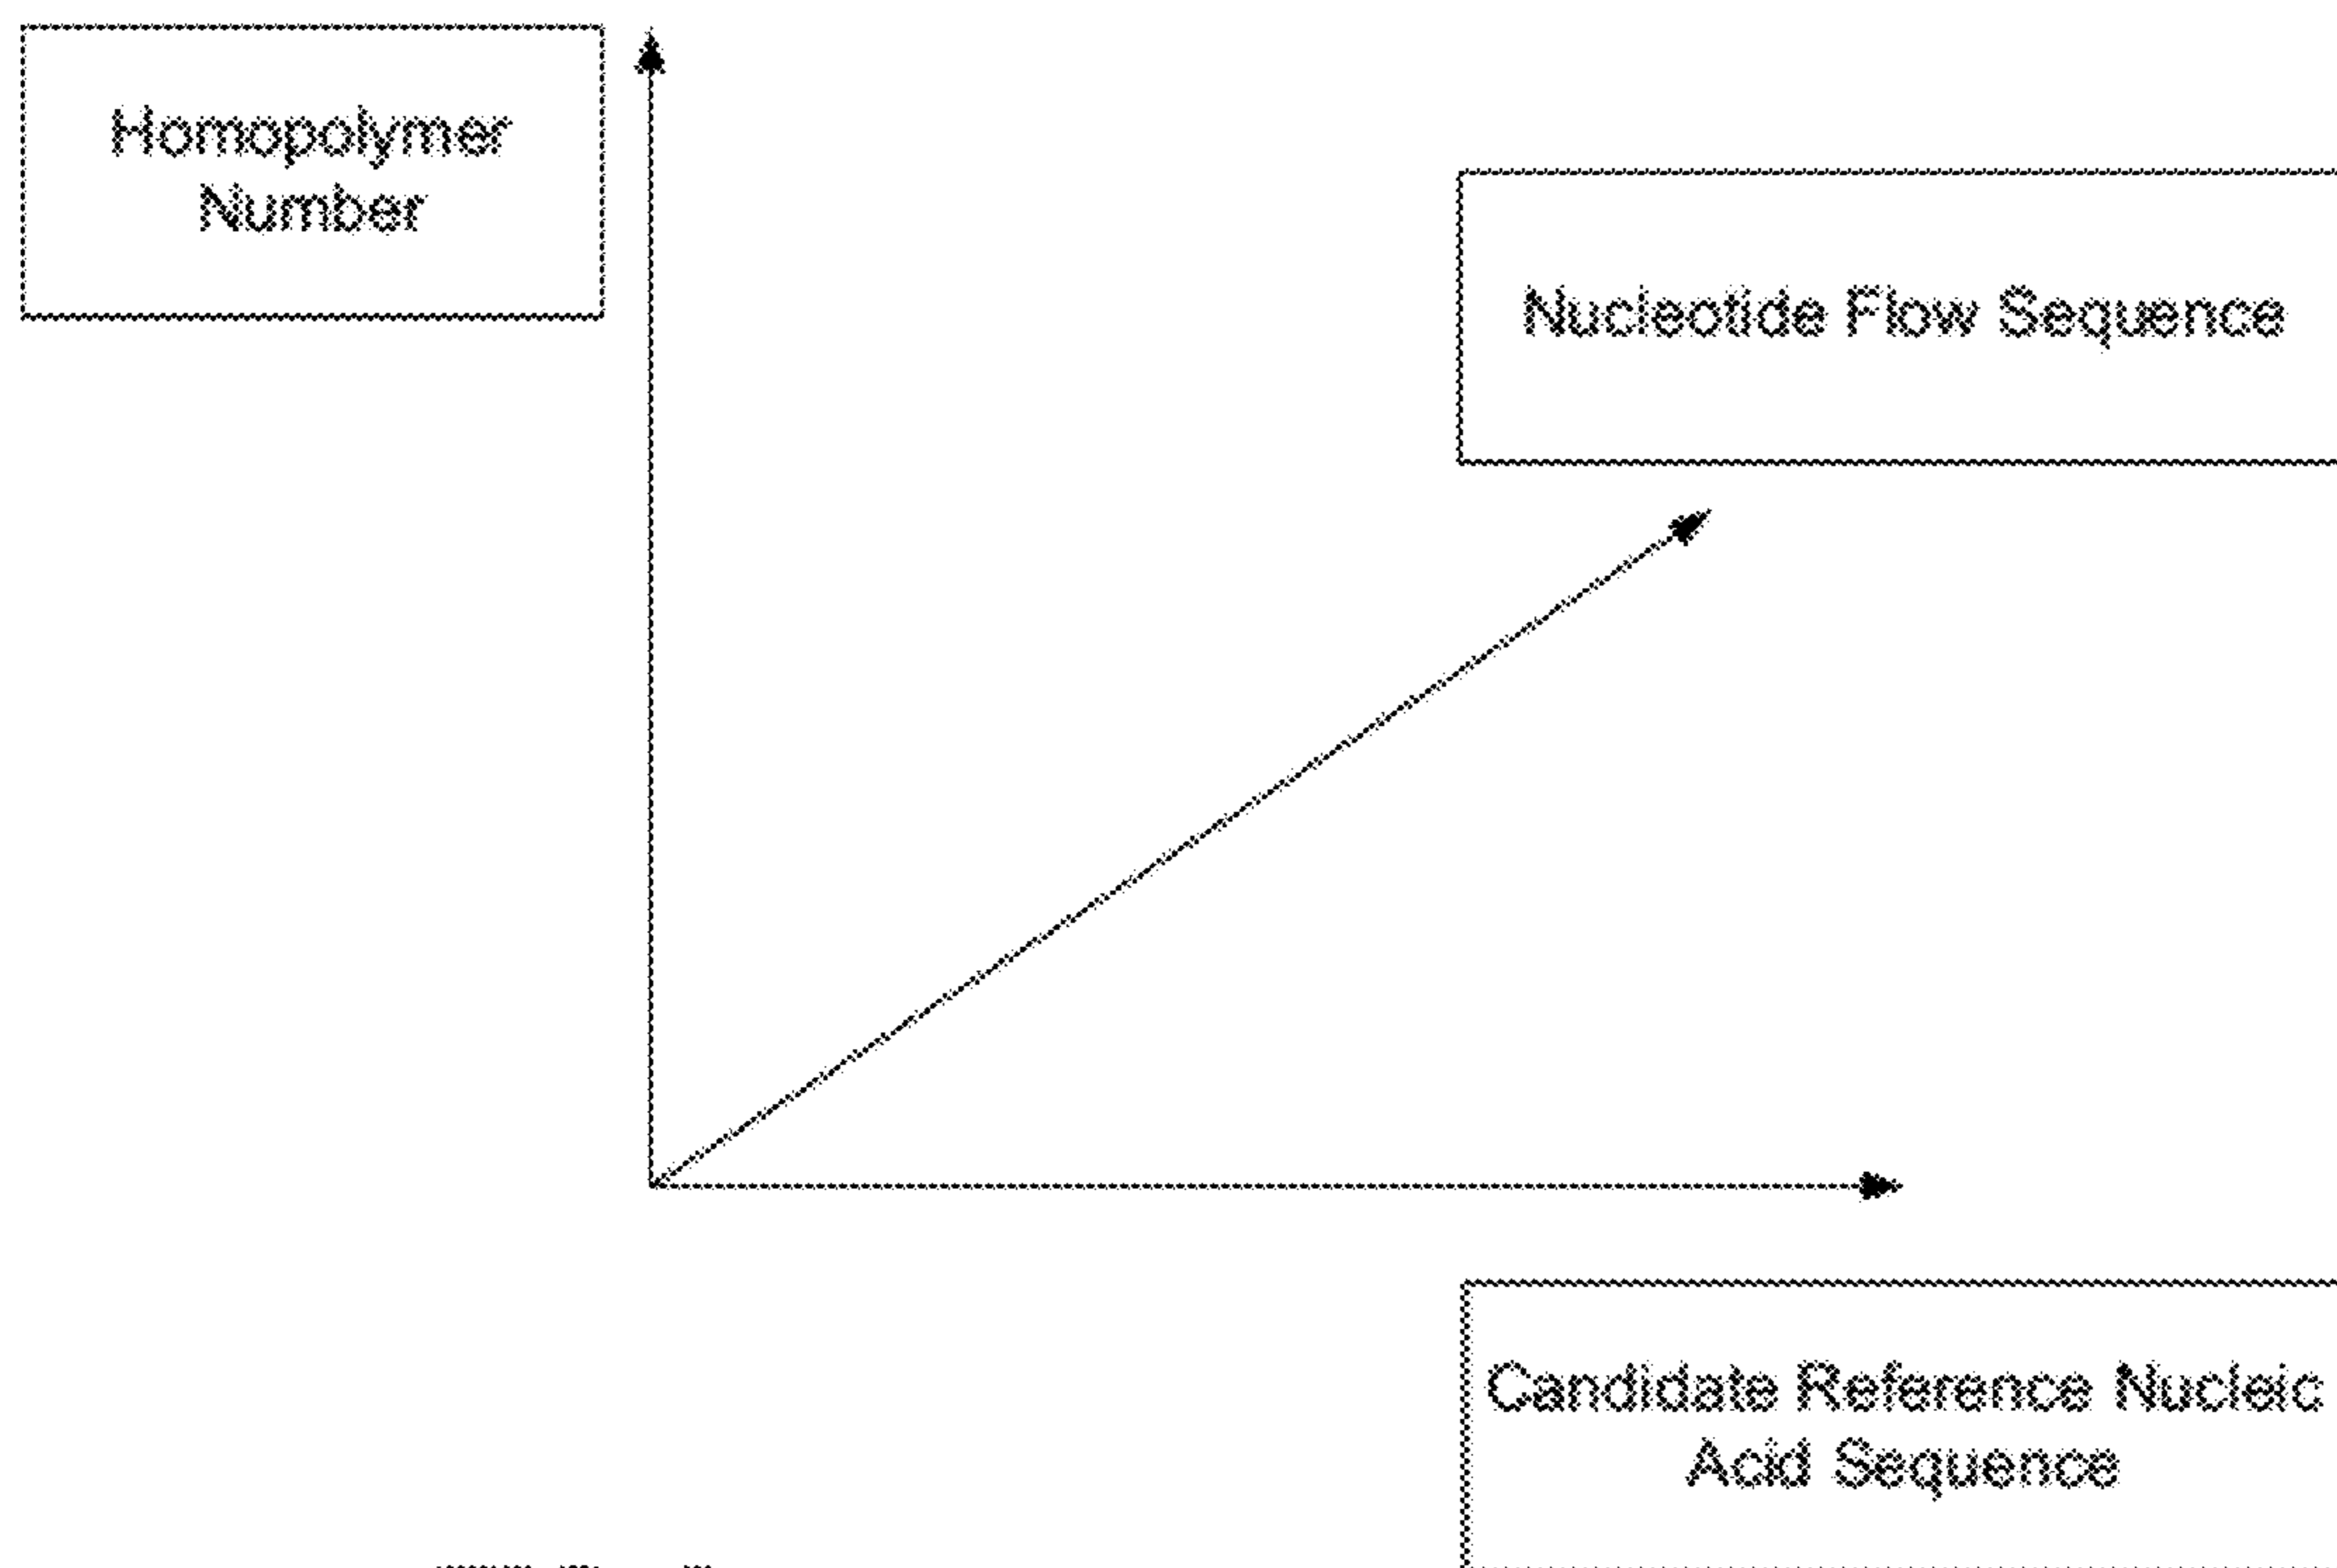 Homopolymer
Number
Nucleotide Flow Sequence
Candidate Reference Nucleic
Acid Sequence